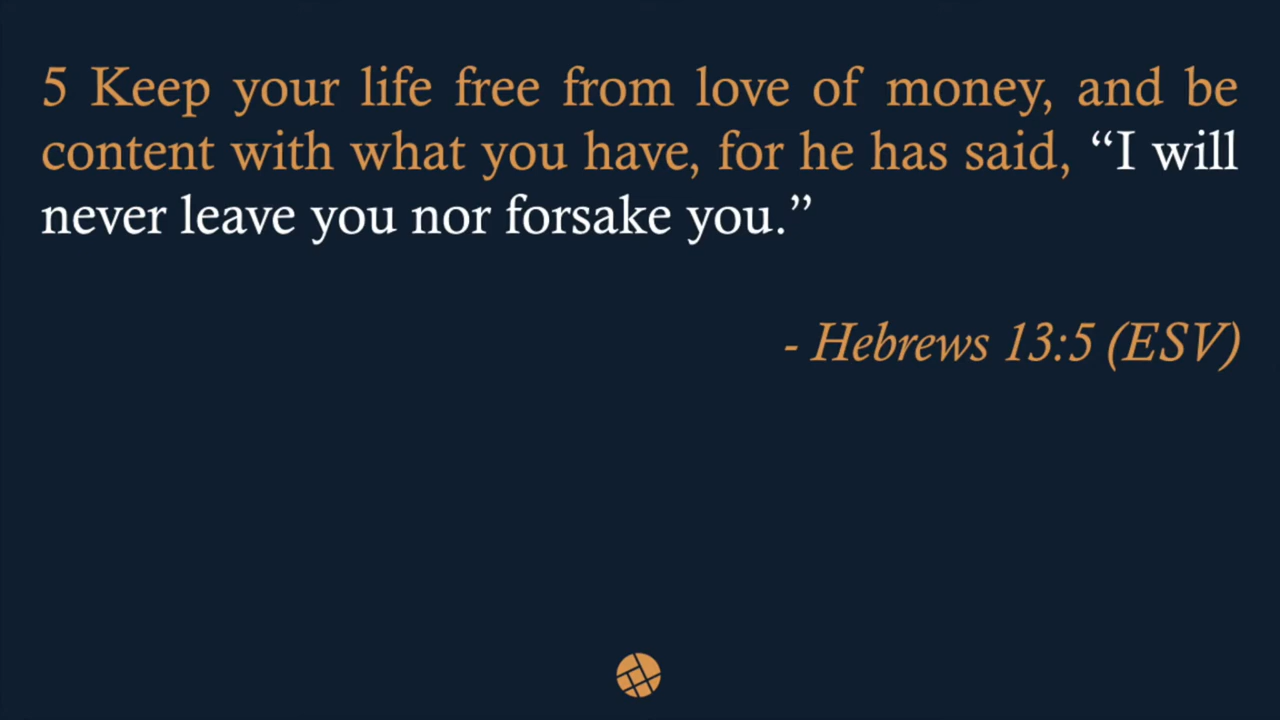 5 Keep your life free from love of money, and be
content with what you have, for he has said, “I will
never leave you nor forsake you.”
- Hebrews 13:5 (ESV)